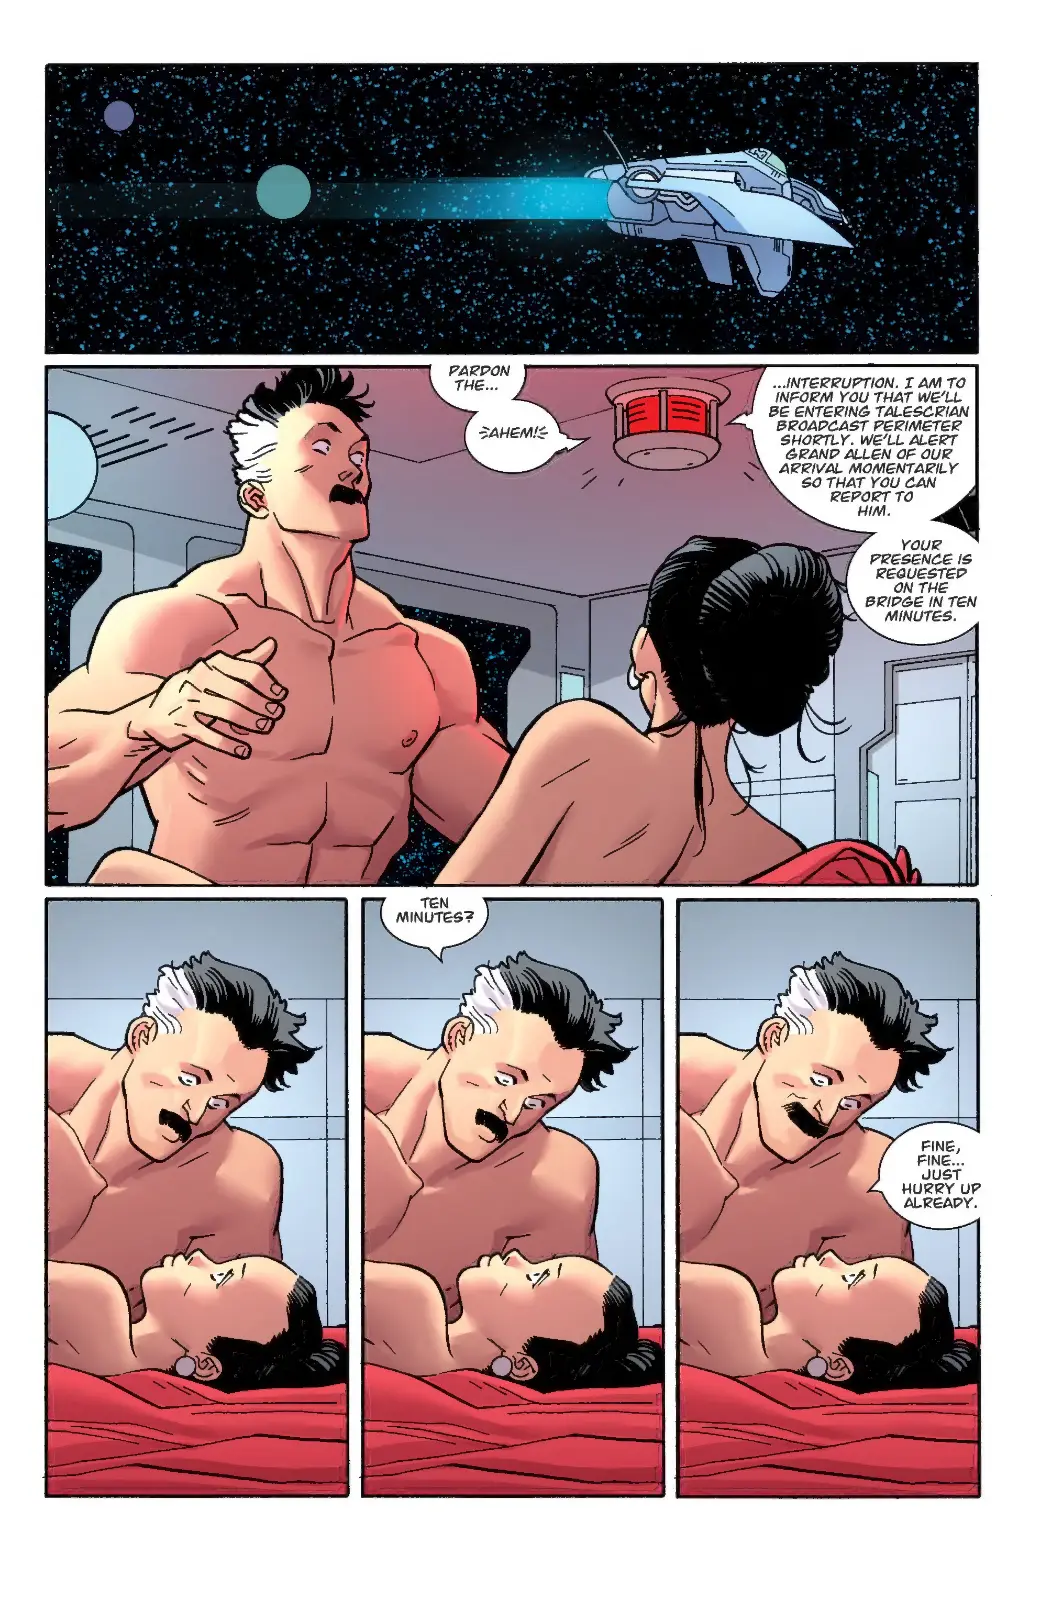 PARDON
THE...
AHEM!
...INTERRUPTION. I AM TO
INFORM YOU THAT WE'LL
BE ENTERING TALESCRIAN
BROADCAST PERIMETER
SHORTLY. WE'LL ALERT
GRAND ALLEN OF OUR
ARRIVAL MOMENTARILY
SO THAT YOU CAN
REPORT TO
HIM.
YOUR
PRESENCE IS
REQUESTED
ON THE
BRIDGE IN TEN
MINUTES.
TEN
MINUTES?
FINE,
FINE...
JUST
HURRY UP
ALREADY.